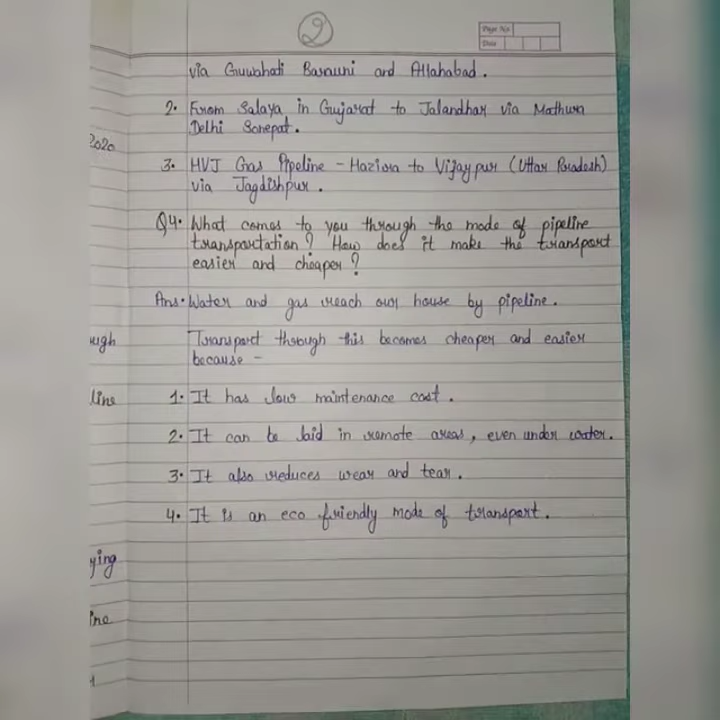 2
Page No.
Date
via Guwahati Barauni and Allahabad.
2. From Salaya in Gujarat to Jalandhar via Mathura
Delhi Sonepat.
2020
3. HVJ Gas Pipeline - Hazira to Vijaypur (Uttar Pradesh)
via Jagdishpur.
Q4. What comes to you through the mode of pipeline
transportation? How does it make the transport
easier and cheaper?
Ans. Water and gas reach our house by pipeline.
ugh
Transport through this becomes cheaper and easier
because -
line
1. It has low maintenance cost.
2. It can be laid in remote areas, even under water.
3. It also reduces wear and tear.
4. It is an eco friendly mode of transport.
ying
ine